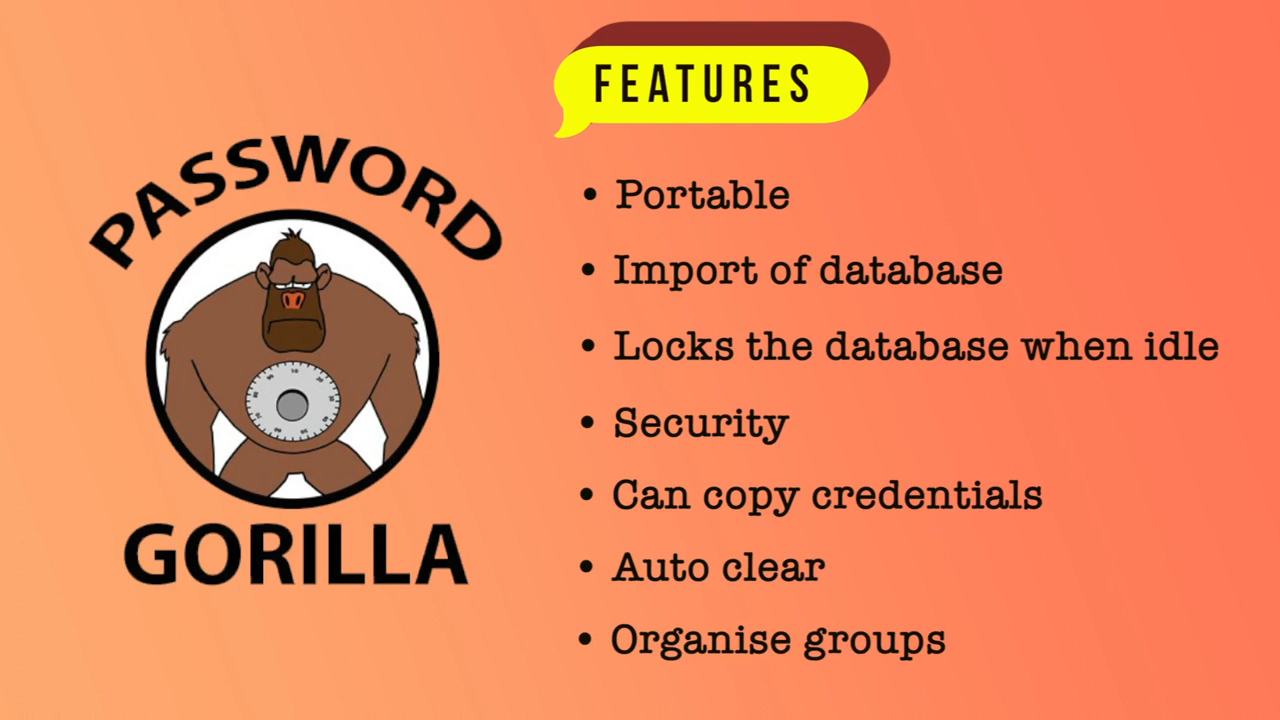 PASSWORD
GORILLA
FEATURES
• Portable
• Import of database
• Locks the database when idle
• Security
• Can copy credentials
• Auto clear
• Organise groups